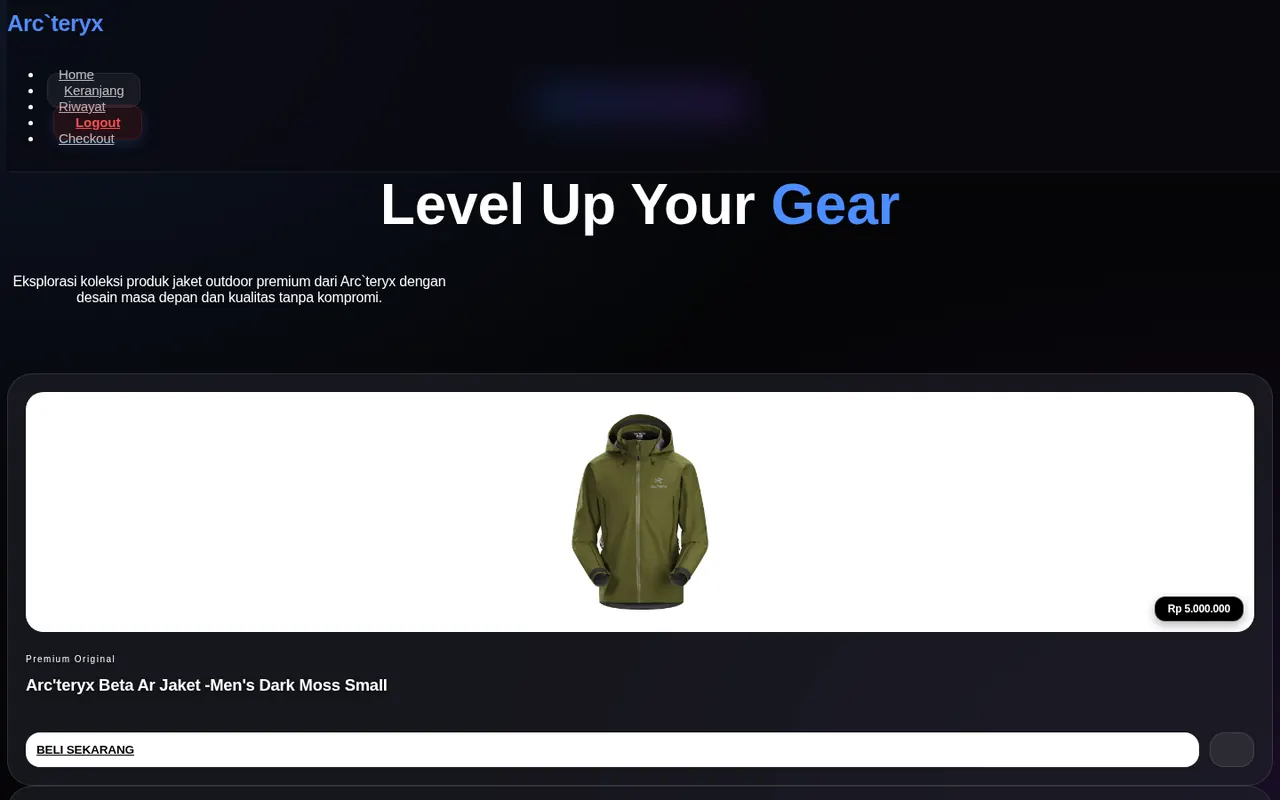 Arc`teryx
Home
Keranjang
Riwayat
Logout
Checkout
Level Up Your Gear
Eksplorasi koleksi produk jaket outdoor premium dari Arc`teryx dengan
desain masa depan dan kualitas tanpa kompromi.
Rp 5.000.000
Premium Original
Arc'teryx Beta Ar Jaket -Men's Dark Moss Small
BELI SEKARANG